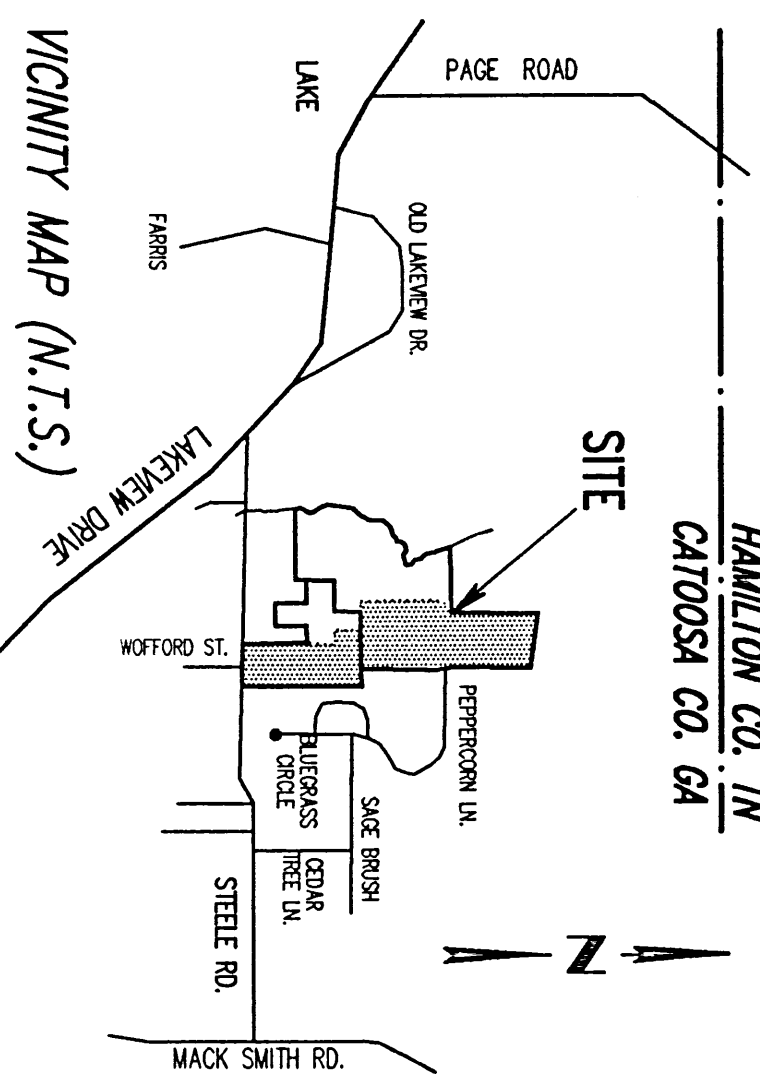 HAMILTON CO. TN
CATOOSA CO. GA
PAGE ROAD
LAKE
OLD LAKEVIEW DR.
FARRIS
SITE
LAKEVIEW DRIVE
WOFFORD ST.
PEPPERCORN LN.
BLUEGRASS
CIRCLE
SAGE BRUSH
CEDAR
TREE LN.
STEELE RD.
N
MACK SMITH RD.
VICINITY MAP (N.T.S.)